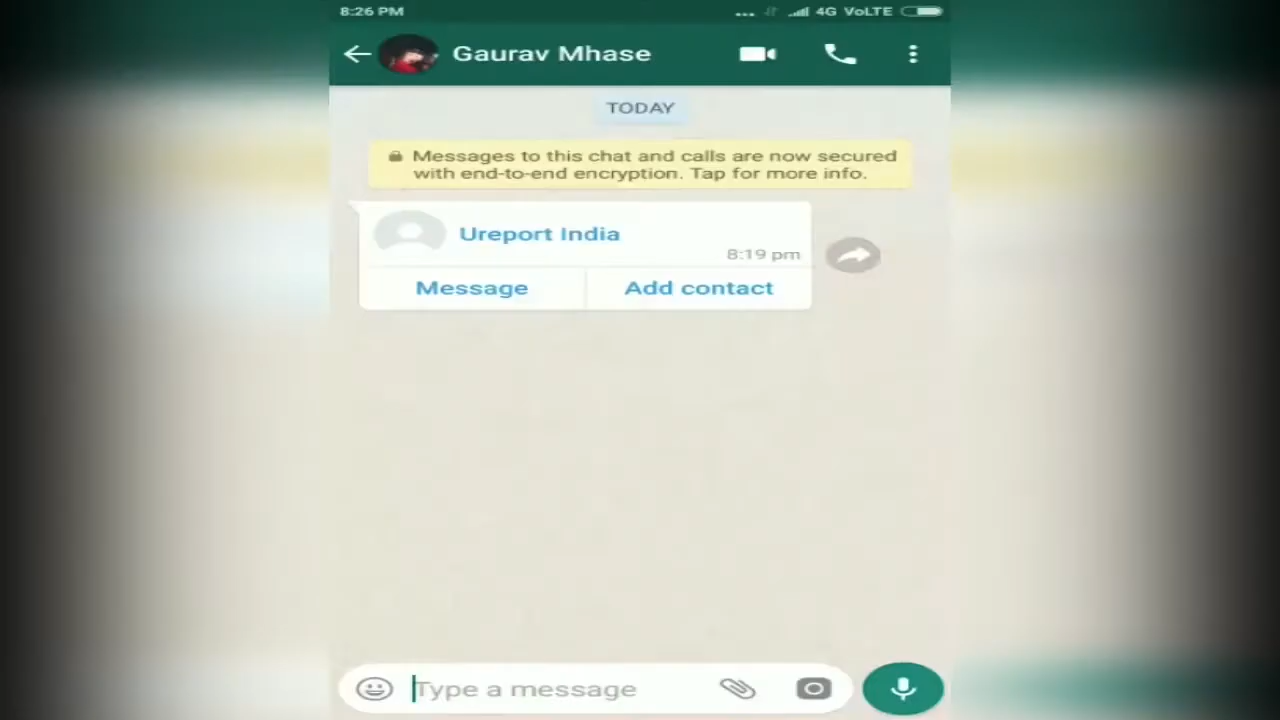 8:26 PM
4G VoLTE
Gaurav Mhase
TODAY
Messages to this chat and calls are now secured
with end-to-end encryption. Tap for more info.
Ureport India
8:19 pm
Message
Add contact
Type a message